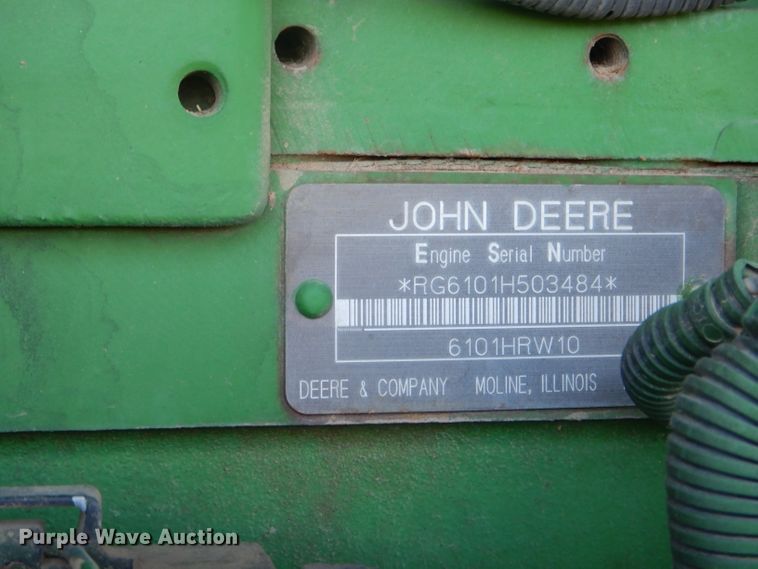 JOHN DEERE
Engine Serial Number
*RG6101H503484*
6101HRW10
DEERE & COMPANY MOLINE, ILLINOIS
Purple Wave Auction